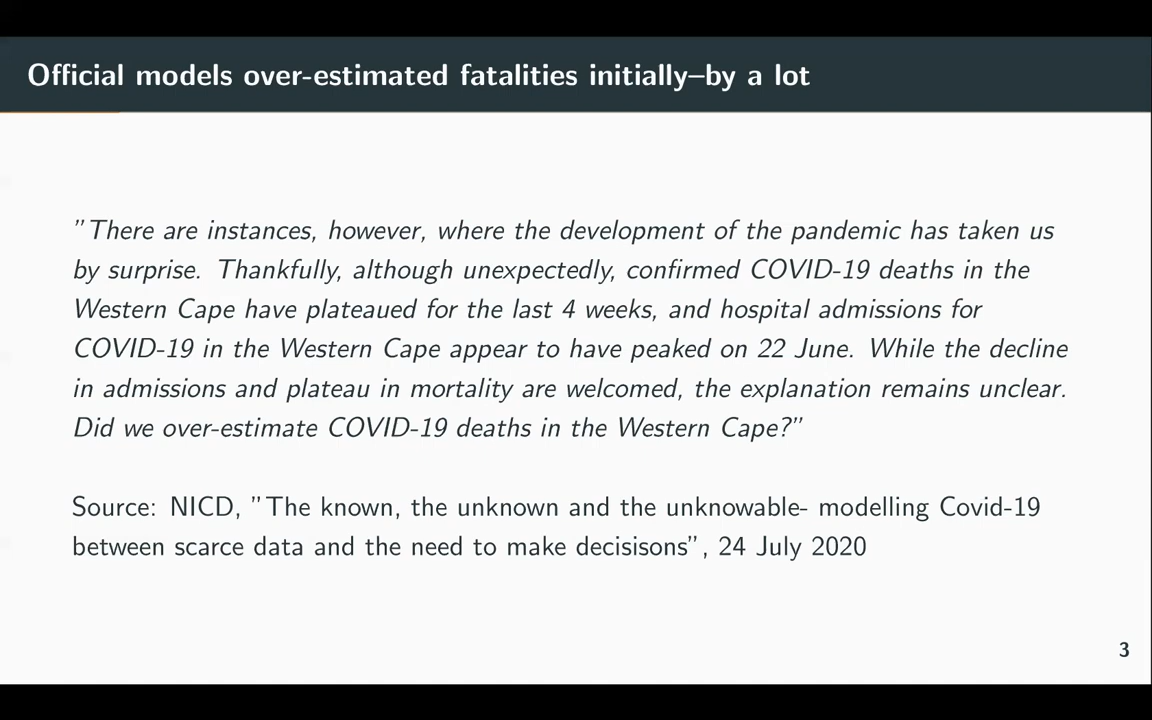 Official models over-estimated fatalities initially–by a lot
”There are instances, however, where the development of the pandemic has taken us
by surprise. Thankfully, although unexpectedly, confirmed COVID-19 deaths in the
Western Cape have plateaued for the last 4 weeks, and hospital admissions for
COVID-19 in the Western Cape appear to have peaked on 22 June. While the decline
in admissions and plateau in mortality are welcomed, the explanation remains unclear.
Did we over-estimate COVID-19 deaths in the Western Cape?”
Source: NICD, ”The known, the unknown and the unknowable- modelling Covid-19
between scarce data and the need to make decisisons”, 24 July 2020
3